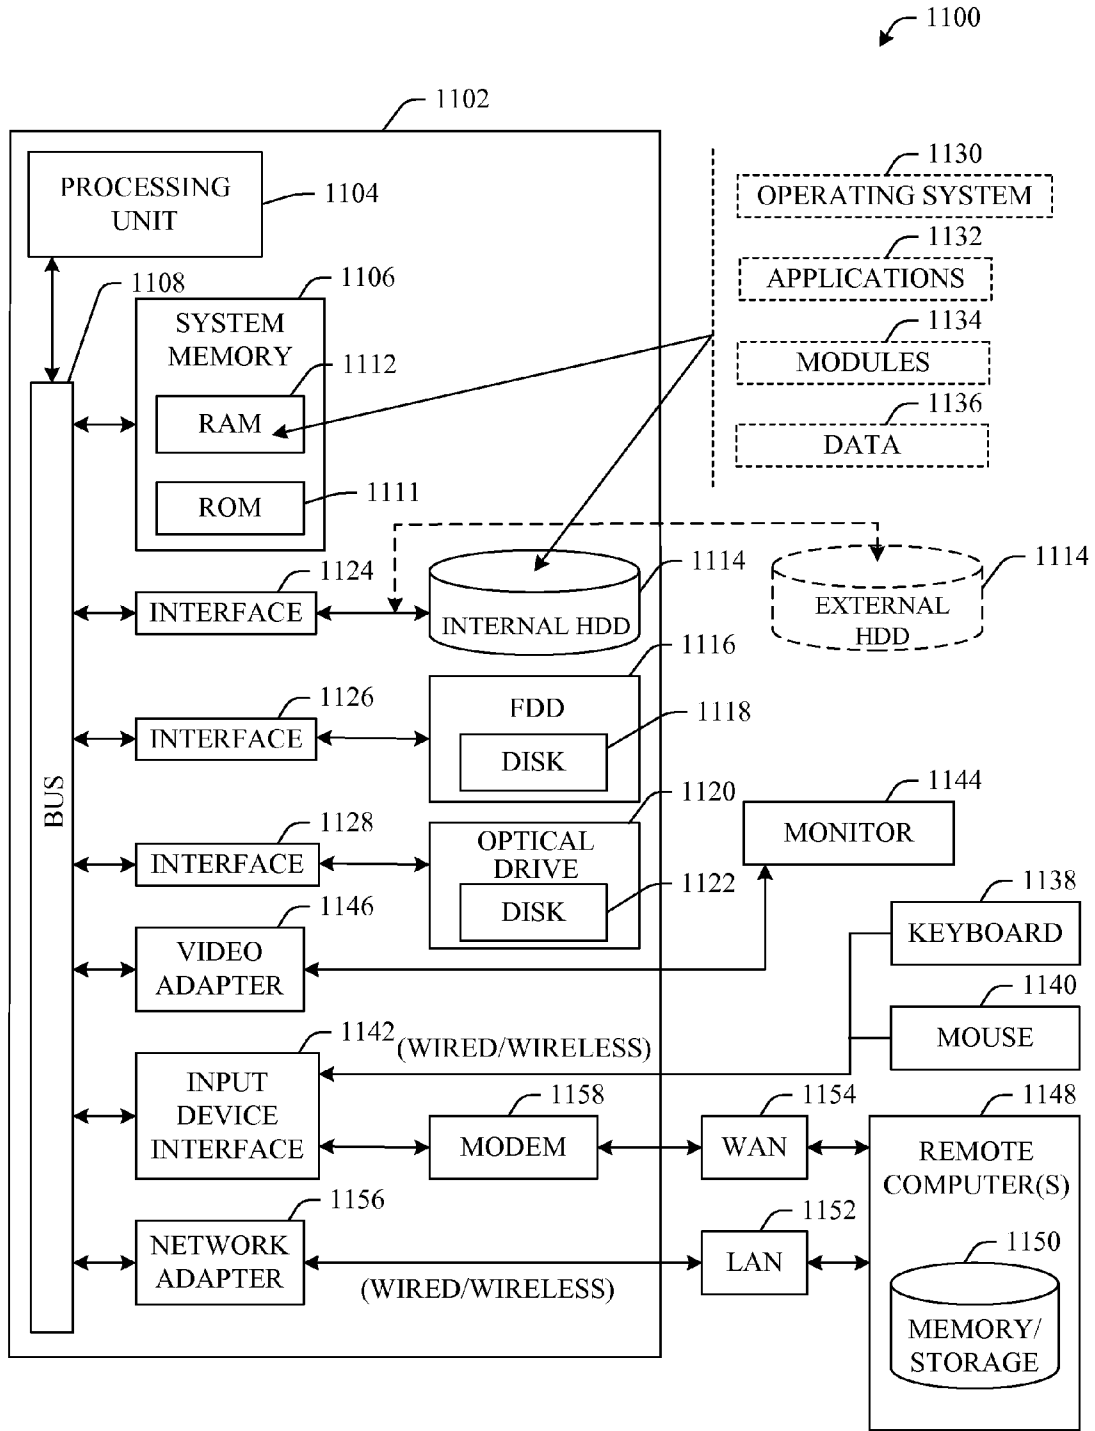 1100
1102
PROCESSING
UNIT
1104
1130
OPERATING SYSTEM
1132
APPLICATIONS
1134
MODULES
1136
DATA
1108
1106
SYSTEM
MEMORY
1112
RAM
1111
ROM
1124
INTERFACE
1114
INTERNAL HDD
1114
EXTERNAL
HDD
1126
INTERFACE
1116
FDD
1118
DISK
BUS
1128
INTERFACE
1120
OPTICAL
DRIVE
1122
DISK
1144
MONITOR
1146
VIDEO
ADAPTER
1138
KEYBOARD
1140
MOUSE
1142
(WIRED/WIRELESS)
INPUT
DEVICE
INTERFACE
1158
MODEM
1154
WAN
1148
REMOTE
COMPUTER(S)
1156
NETWORK
ADAPTER
(WIRED/WIRELESS)
1152
LAN
1150
MEMORY/
STORAGE